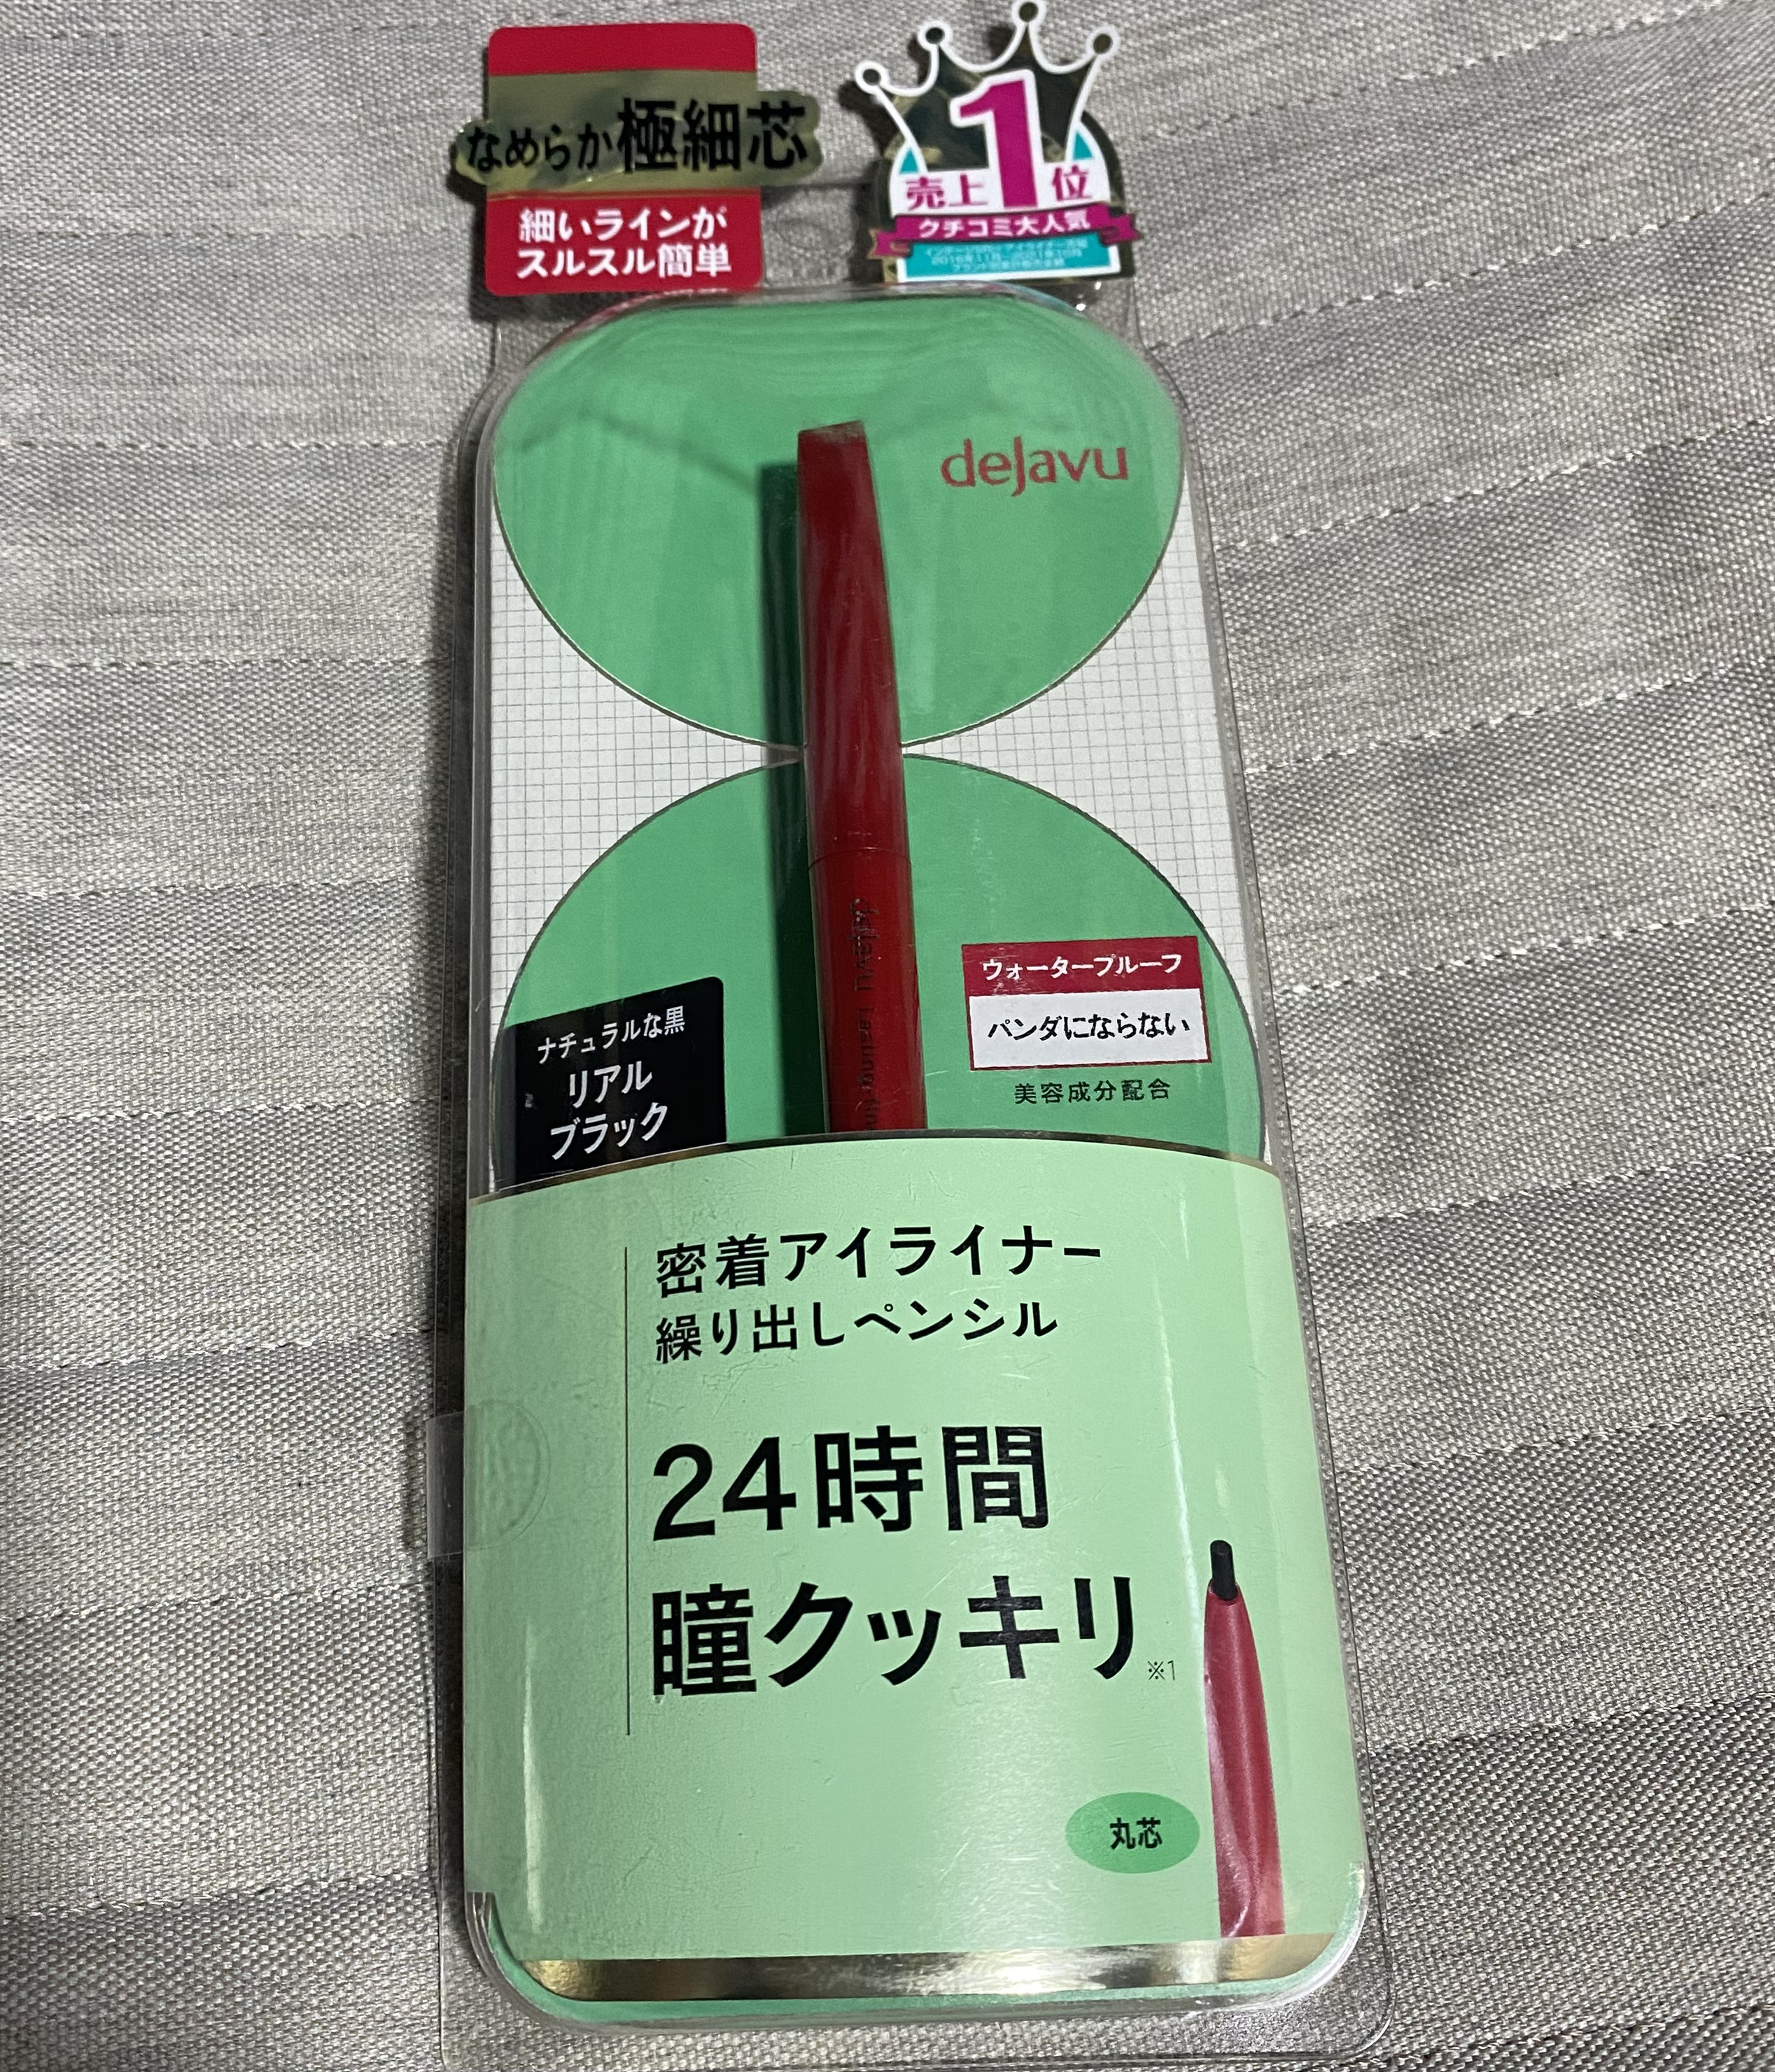 なめらか極細芯
細いラインが
スルスル簡単
売上1位
クチコミ大人気
dejavu
dejavu Lasting
ナチュラルな黒
リアル
ブラック
ウォータープルーフ
パンダにならない
美容成分配合
密着アイライナー
繰り出しペンシル
24時間
瞳クッキリ※1
丸芯